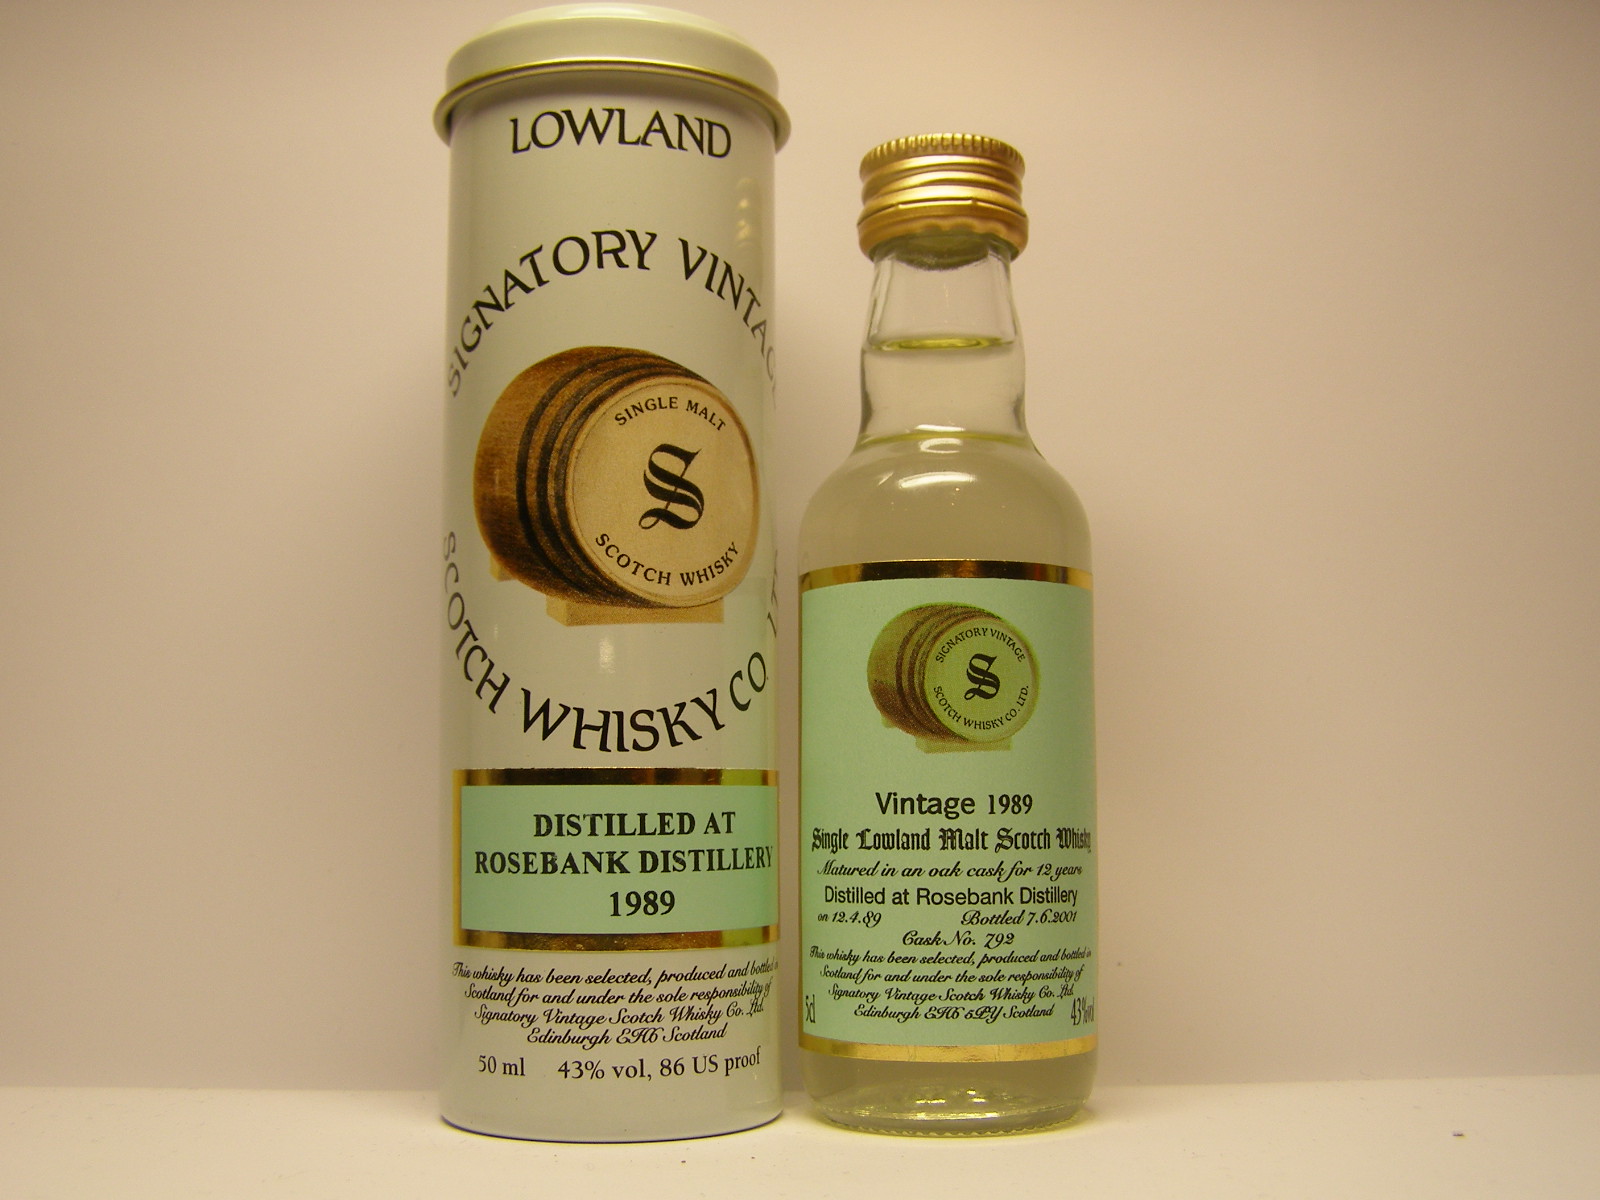 LOWLAND
SIGNATORY VINTAGE
SINGLE MALT
S
SCOTCH WHISKY
SCOTCH WHISKY CO.
DISTILLED AT
ROSEBANK DISTILLERY
1989
This whisky has been selected, produced and bottled in
Scotland for and under the sole responsibility of
Signatory Vintage Scotch Whisky Co. Ltd.
Edinburgh EH6 Scotland
50 ml 43% vol, 86 US proof
SIGNATORY VINTAGE
S
SCOTCH WHISKY CO. LTD.
Vintage 1989
Single Lowland Malt Scotch Whisky
Matured in an oak cask for 12 years
Distilled at Rosebank Distillery
on 12.4.89 Bottled 7.6.2001
Cask No. 792
This whisky has been selected, produced and bottled in
Scotland for and under the sole responsibility of
Signatory Vintage Scotch Whisky Co. Ltd.
Edinburgh EH6 5PY Scotland
5cl 43%vol